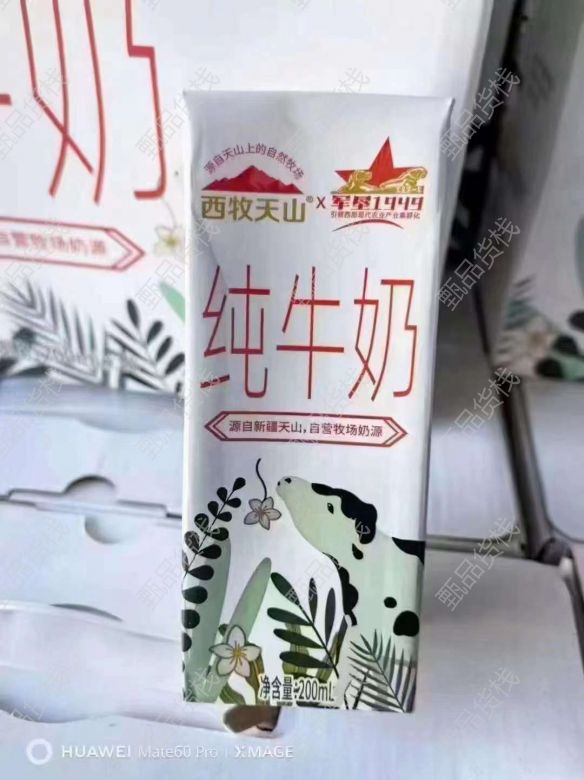 牛奶
自营牧场奶源
源自天山上的自然牧场
西牧天山® X 军垦1949
引领西部现代农业产业集群化
纯牛奶
源自新疆天山,自营牧场奶源
净含量:200mL
HUAWEI Mate60 Pro | XMAGE
甄品货栈